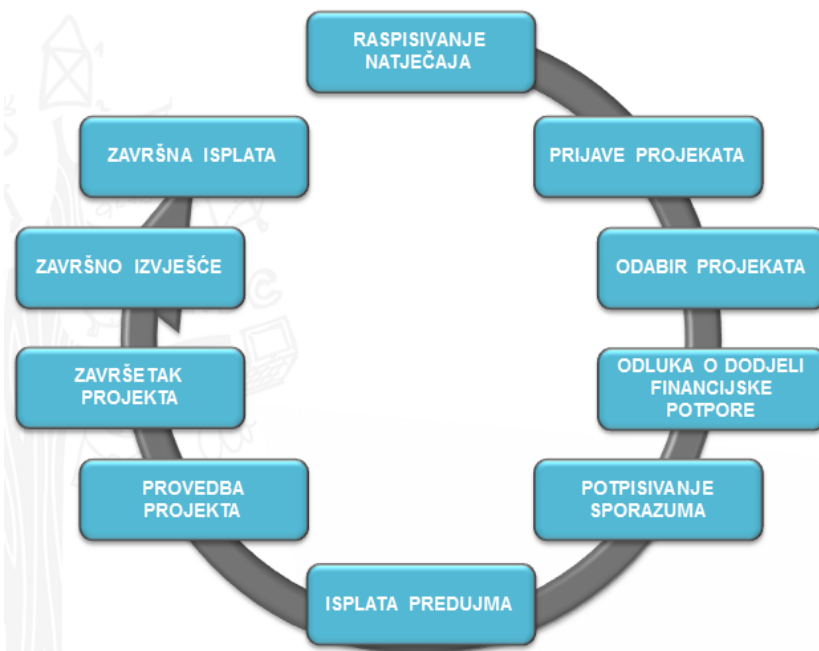 RASPISIVANJE
NATJEČAJA
PRIJAVE PROJEKATA
ODABIR PROJEKATA
ODLUKA O DODJELI
FINANCIJSKE
POTPORE
POTPISIVANJE
SPORAZUMA
ISPLATA PREDUJMA
PROVEDBA
PROJEKTA
ZAVRŠETAK
PROJEKTA
ZAVRŠNO IZVJEŠĆE
ZAVRŠNA ISPLATA